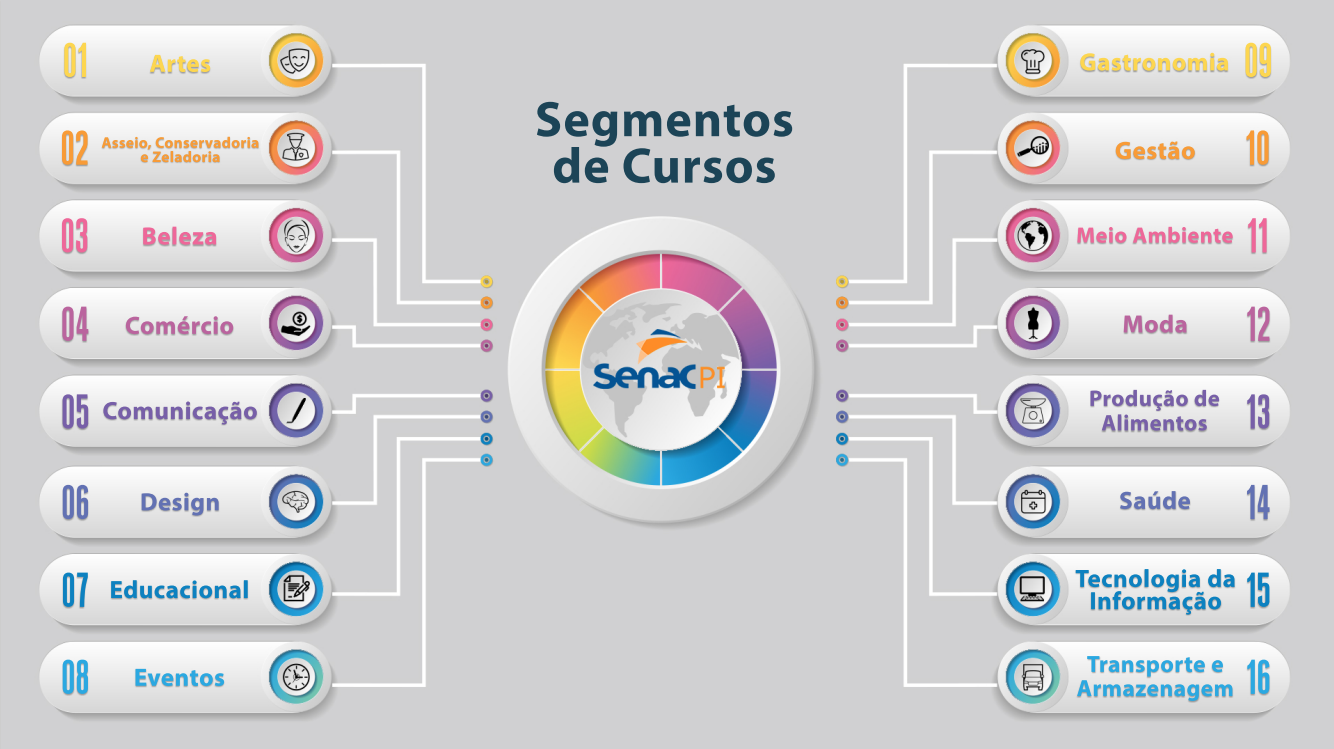 Segmentos
de Cursos
01 Artes
02 Asseio, Conservadoria
e Zeladoria
03 Beleza
04 Comércio
05 Comunicação
06 Design
07 Educacional
08 Eventos
Senac PI
Gastronomia 09
Gestão 10
Meio Ambiente 11
Moda 12
Produção de
Alimentos 13
Saúde 14
Tecnologia da
Informação 15
Transporte e
Armazenagem 16